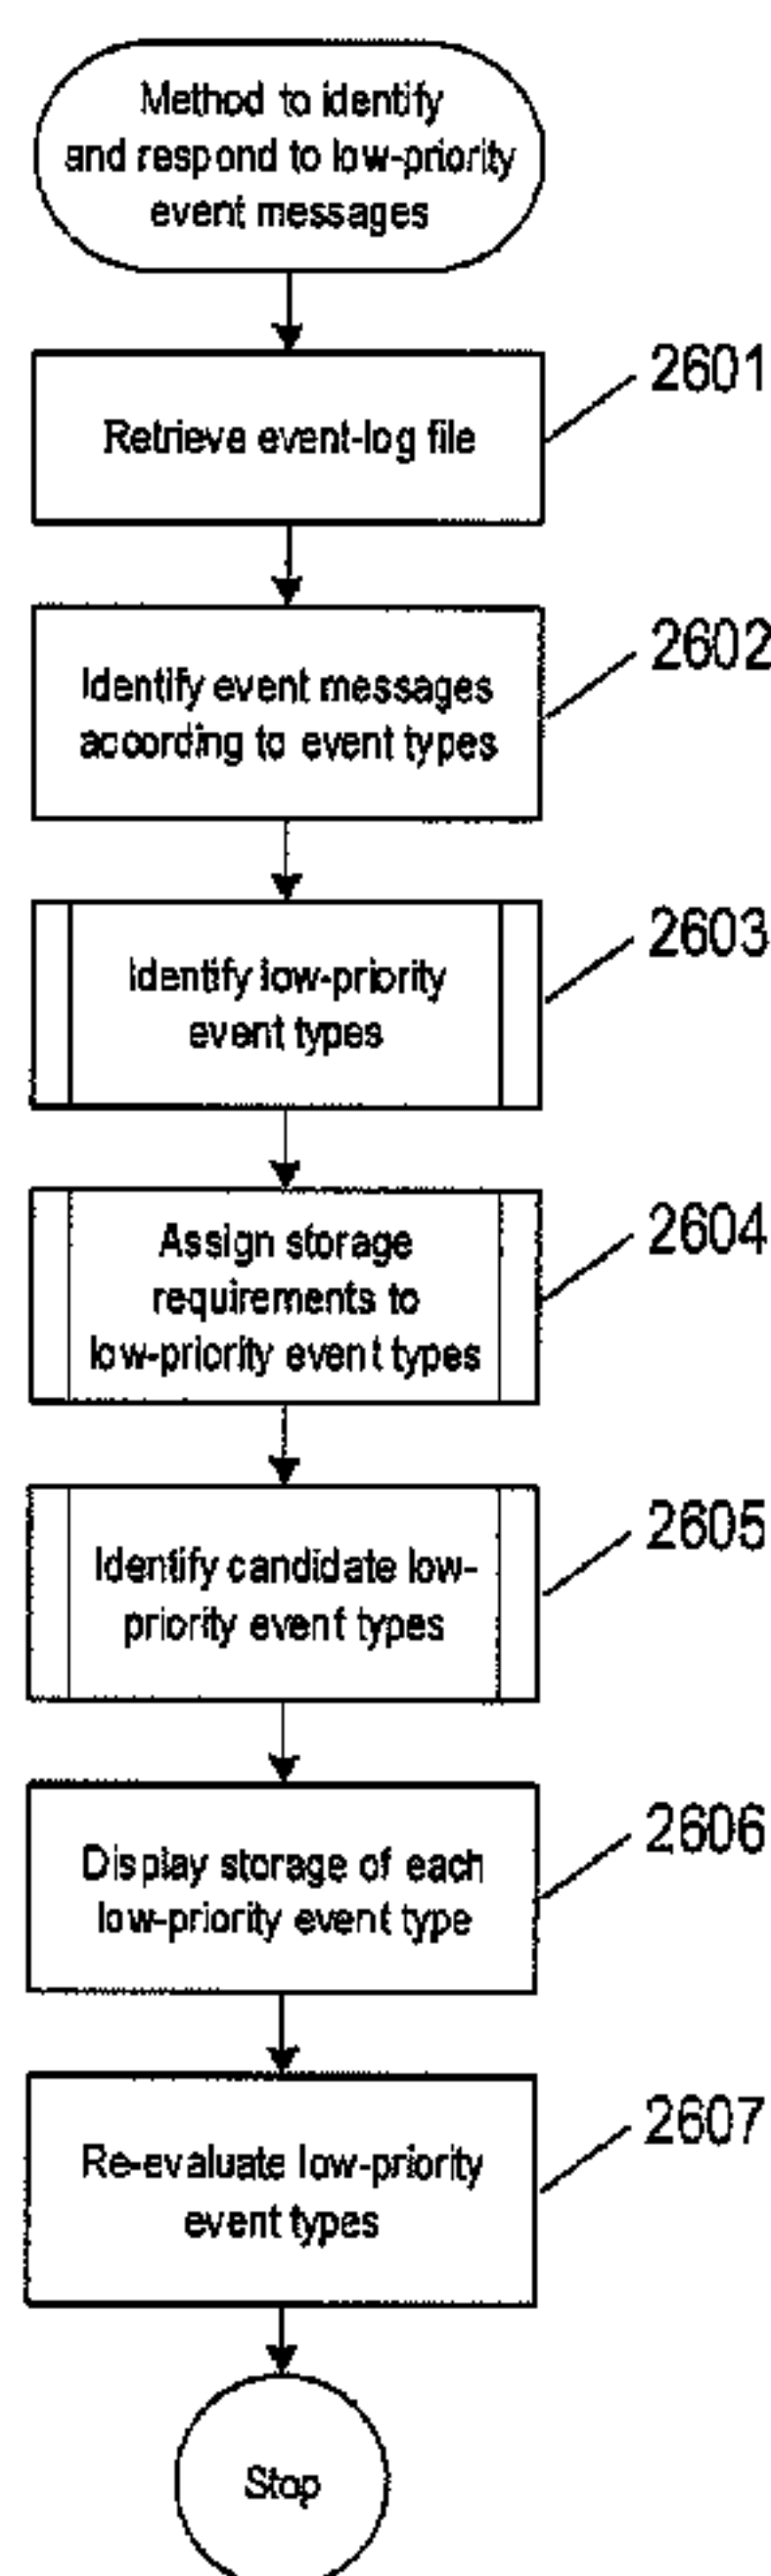 Method to identify
and respond to low-priority
event messages
2601
Retrieve event-log file
2602
Identify event messages
according to event types
2603
Identify low-priority
event types
2604
Assign storage
requirements to
low-priority event types
2605
Identify candidate low-
priority event types
2606
Display storage of each
low-priority event type
2607
Re-evaluate low-priority
event types
Stop